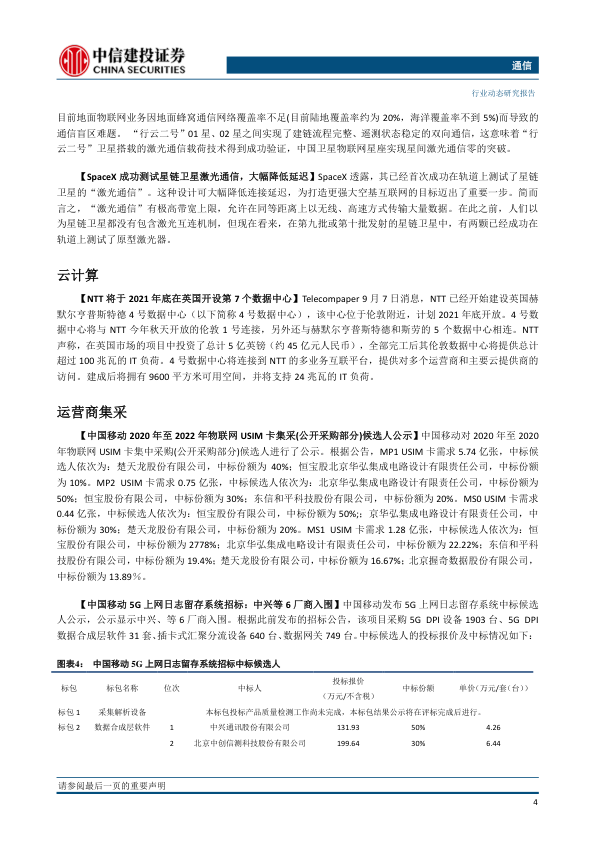 中信建投证券
CHINA SECURITIES
通信
行业动态研究报告
目前地面物联网业务因地面蜂窝通信网络覆盖率不足(目前陆地覆盖率约为 20%，海洋覆盖率不到 5%)而导致的
通信盲区难题。 “行云二号”01 星、02 星之间实现了建链流程完整、遥测状态稳定的双向通信，这意味着“行
云二号”卫星搭载的激光通信载荷技术得到成功验证，中国卫星物联网星座实现星间激光通信零的突破。
【SpaceX 成功测试星链卫星激光通信，大幅降低延迟】SpaceX 透露，其已经首次成功在轨道上测试了星链
卫星的“激光通信”。这种设计可大幅降低连接延迟，为打造更强大空基互联网的目标迈出了重要一步。简而
言之，“激光通信”有极高带宽上限，允许在同等距离上以无线、高速方式传输大量数据。在此之前，人们以
为星链卫星都没有包含激光互连机制，但现在看来，在第九批或第十批发射的星链卫星中，有两颗已经成功在
轨道上测试了原型激光器。
云计算
【NTT 将于 2021 年底在英国开设第 7 个数据中心】Telecompaper 9 月 7 日消息，NTT 已经开始建设英国赫
默尔亨普斯特德 4 号数据中心（以下简称 4 号数据中心），该中心位于伦敦附近，计划 2021 年底开放。4 号数
据中心将与 NTT 今年秋天开放的伦敦 1 号连接，另外还与赫默尔亨普斯特德和斯劳的 5 个数据中心相连。NTT
声称，在英国市场的项目中投资了总计 5 亿英镑（约 45 亿元人民币），全部完工后其伦敦数据中心将提供总计
超过 100 兆瓦的 IT 负荷。4 号数据中心将连接到 NTT 的多业务互联平台，提供对多个运营商和主要云提供商的
访问。建成后将拥有 9600 平方米可用空间，并将支持 24 兆瓦的 IT 负荷。
运营商集采
【中国移动 2020 年至 2022 年物联网 USIM 卡集采(公开采购部分)候选人公示】中国移动对 2020 年至 2020
年物联网 USIM 卡集中采购(公开采购部分)候选人进行了公示。根据公告，MP1 USIM 卡需求 5.74 亿张，中标候
选人依次为：楚天龙股份有限公司，中标份额为 40%；恒宝股北京华弘集成电路设计有限责任公司，中标份额
为 10%。MP2 USIM 卡需求 0.75 亿张，中标候选人依次为：北京华弘集成电路设计有限责任公司，中标份额为
50%；恒宝股份有限公司，中标份额为 30%；东信和平科技股份有限公司，中标份额为 20%。MS0 USIM 卡需求
0.44 亿张，中标候选人依次为：恒宝股份有限公司，中标份额为 50%;；京华弘集成电路设计有限责任公司，中
标份额为 30%；楚天龙股份有限公司，中标份额为 20%。MS1 USIM 卡需求 1.28 亿张，中标候选人依次为：恒
宝股份有限公司，中标份额为 2778%；北京华弘集成电略设计有限责任公司，中标份额为 22.22%；东信和平科
技股份有限公司，中标份额为 19.4%；楚天龙股份有限公司，中标份额为 16.67%；北京握奇数据股份有限公司，
中标份额为 13.89%。
【中国移动 5G 上网日志留存系统招标：中兴等 6 厂商入围】中国移动发布 5G 上网日志留存系统中标候选
人公示，公示显示中兴、等 6 厂商入围。根据此前发布的招标公告，该项目采购 5G DPI 设备 1903 台、5G DPI
数据合成层软件 31 套、插卡式汇聚分流设备 640 台、数据网关 749 台。中标候选人的投标报价及中标情况如下：
图表4： 中国移动 5G 上网日志留存系统招标中标候选人
标包 标包名称 位次 中标人 投标报价（万元/不含税） 中标份额 单价(万元/套(台))
标包 1 采集解析设备 本标包投标产品质量检测工作尚未完成，本标包结果公示将在评标完成后进行。
标包 2 数据合成层软件 1 中兴通讯股份有限公司 131.93 50% 4.26
2 北京中创信测科技股份有限公司 199.64 30% 6.44
请参阅最后一页的重要声明
4